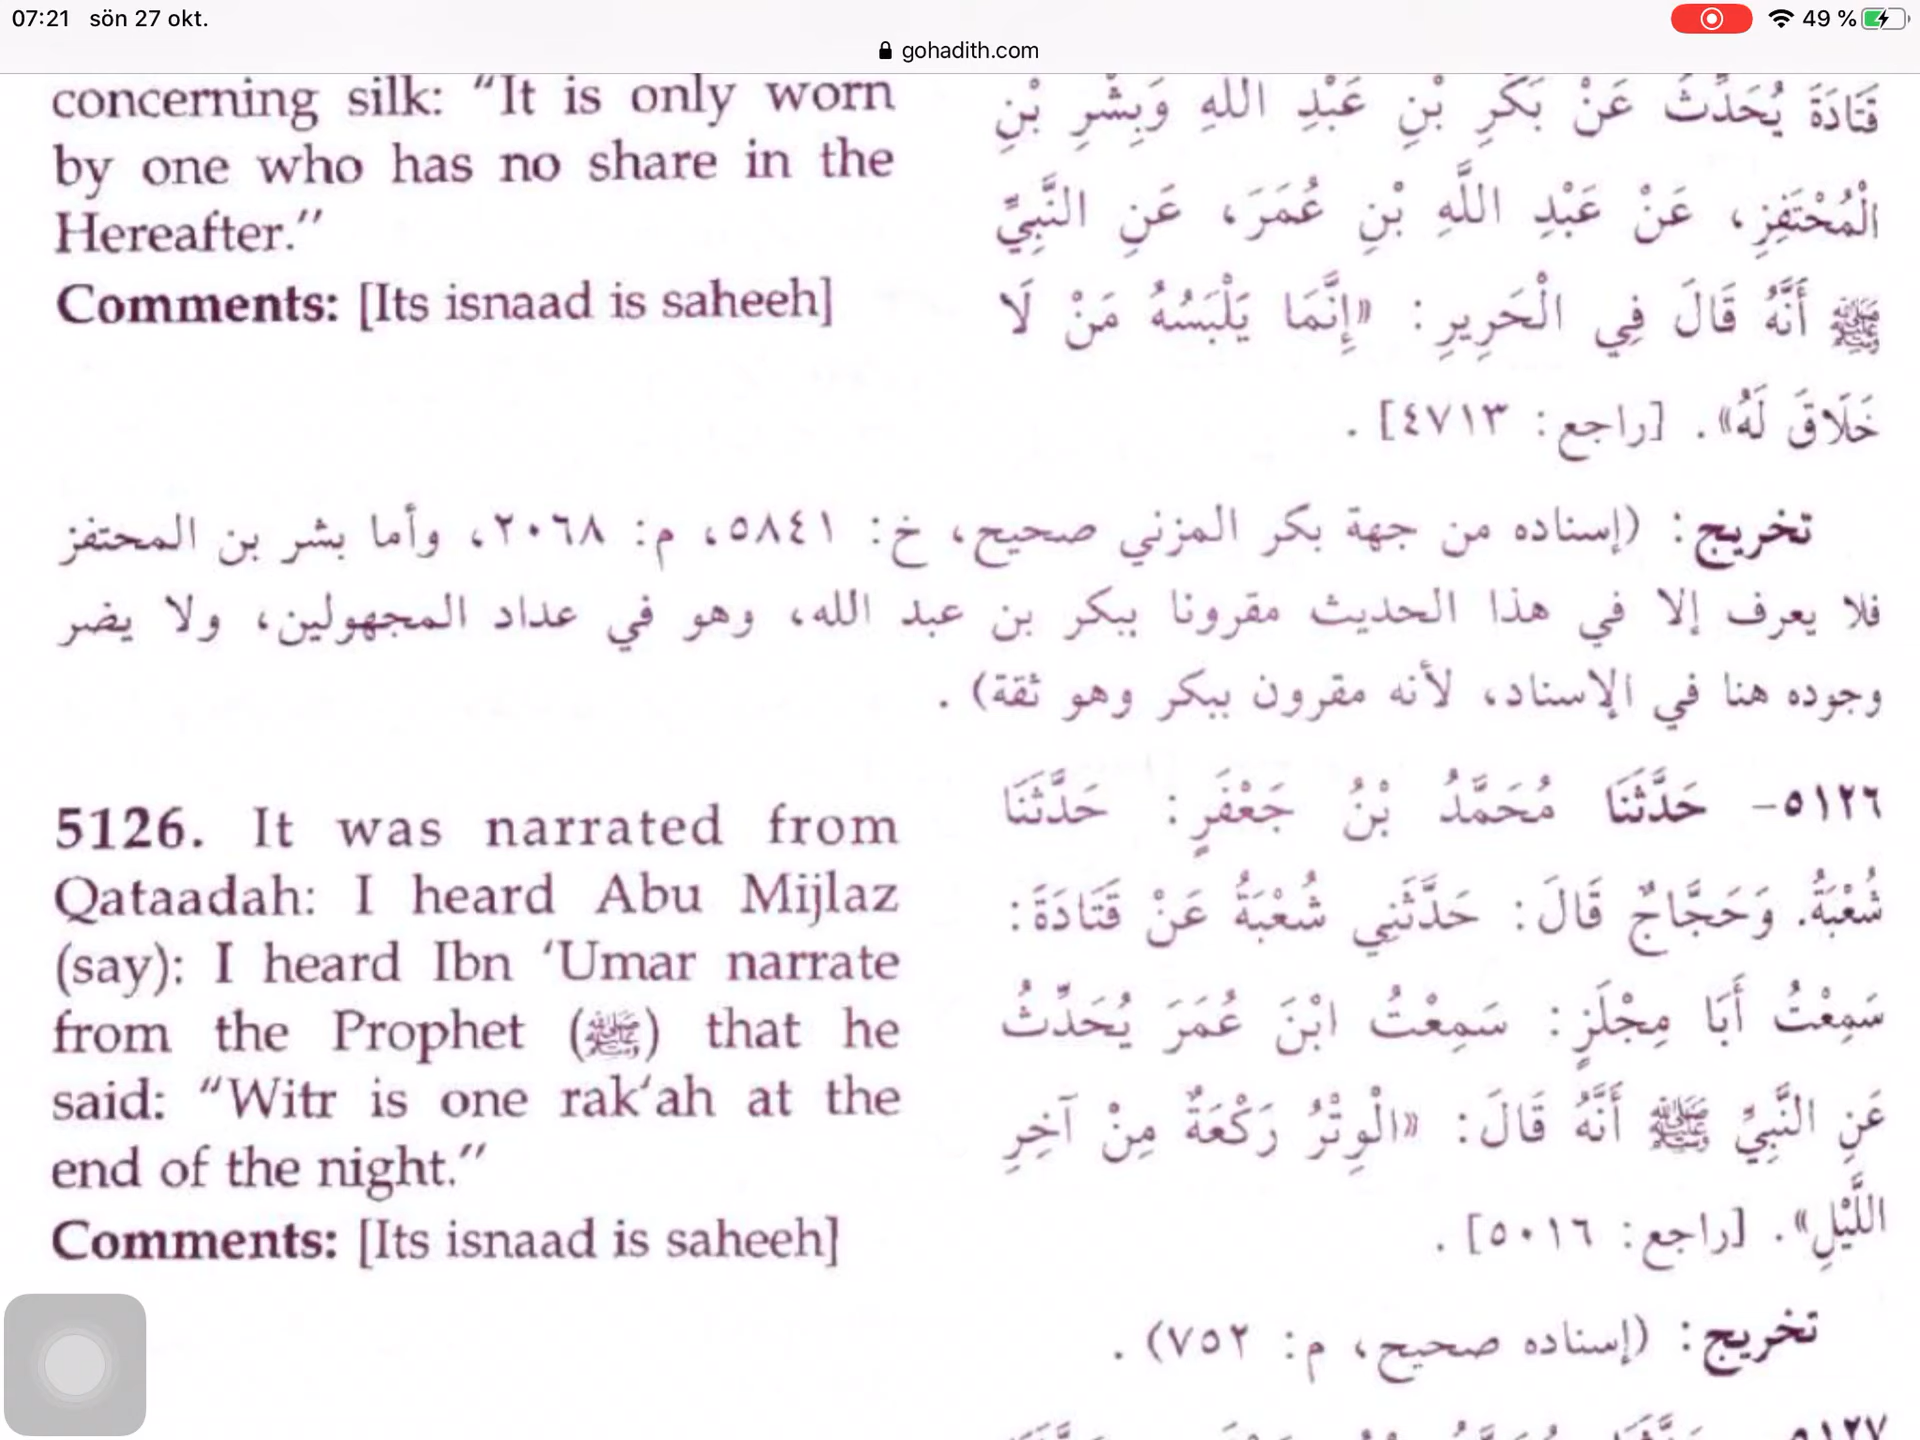 07:21 sön 27 okt.
49 %
gohadith.com
concerning silk: “It is only worn
by one who has no share in the
Hereafter.”
Comments: [Its isnaad is saheeh]
قَتَادَةَ يُحَدِّثُ عَنْ بَكْرِ بْنِ عَبْدِ اللهِ وَبِشْرِ بْنِ
الْمُحْتَفِزِ، عَنْ عَبْدِ اللَّهِ بْنِ عُمَرَ، عَنِ النَّبِيِّ
ﷺ أَنَّهُ قَالَ فِي الْحَرِيرِ: «إِنَّمَا يَلْبَسُهُ مَنْ لَا
خَلَاقَ لَهُ». [راجع: ٤٧١٣].
تخريج: (إسناده من جهة بكر المزني صحيح، خ: ٥٨٤١، م: ٢٠٦٨، وأما بشر بن المحتفز
فلا يعرف إلا في هذا الحديث مقرونا ببكر بن عبد الله، وهو في عداد المجهولين، ولا يضر
وجوده هنا في الإسناد، لأنه مقرون ببكر وهو ثقة).
5126. It was narrated from
Qataadah: I heard Abu Mijlaz
(say): I heard Ibn ‘Umar narrate
from the Prophet (ﷺ) that he
said: “Witr is one rak‘ah at the
end of the night.”
Comments: [Its isnaad is saheeh]
٥١٢٦- حَدَّثَنَا مُحَمَّدُ بْنُ جَعْفَرٍ: حَدَّثَنَا
شُعْبَةُ. وَحَجَّاجٌ قَالَ: حَدَّثَنِي شُعْبَةُ عَنْ قَتَادَةَ:
سَمِعْتُ أَبَا مِجْلَزٍ: سَمِعْتُ ابْنَ عُمَرَ يُحَدِّثُ
عَنِ النَّبِيِّ ﷺ أَنَّهُ قَالَ: «الْوِتْرُ رَكْعَةٌ مِنْ آخِرِ
اللَّيْلِ». [راجع: ٥٠١٦].
تخريج: (إسناده صحيح، م: ٧٥٢).